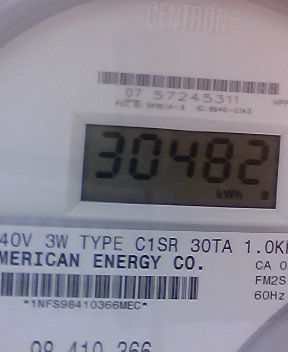 CENTRON®
07 57245311
30482
kWh
40V 3W TYPE C1SR 30TA 1.0K
MERICAN ENERGY CO.
CA 0
FM2S
60Hz
*1NFS98410366MEC*
98 410 366